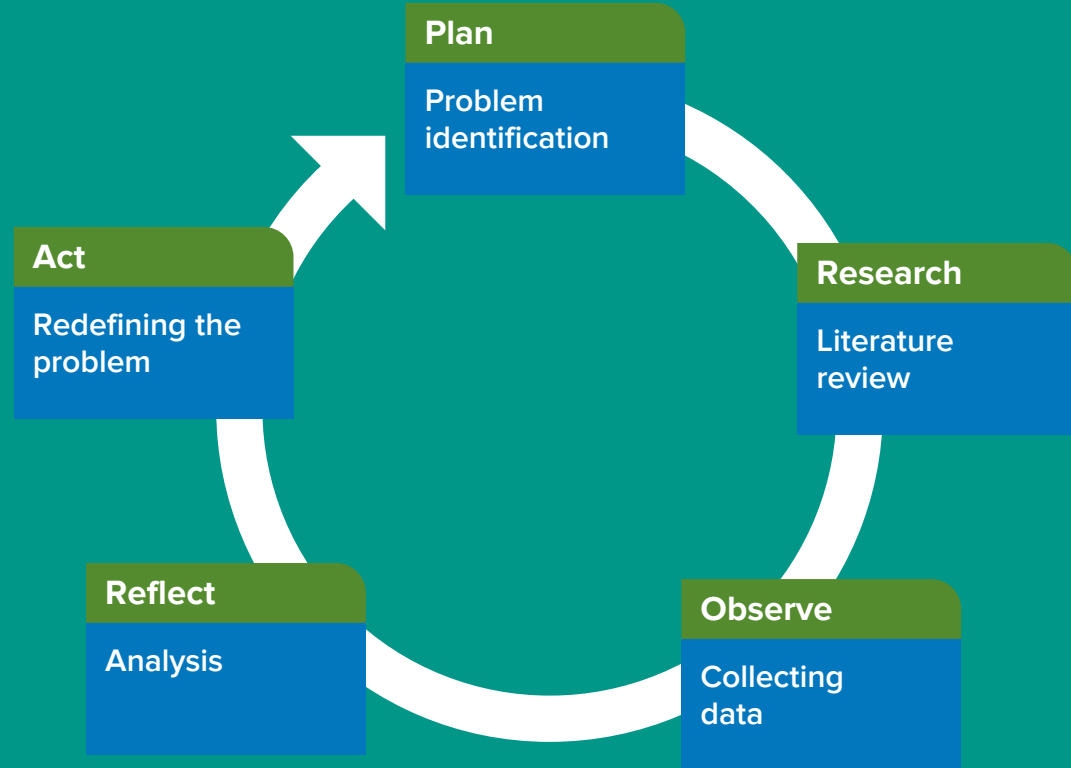 Plan
Problem
identification
Research
Literature
review
Observe
Collecting
data
Reflect
Analysis
Act
Redefining the
problem